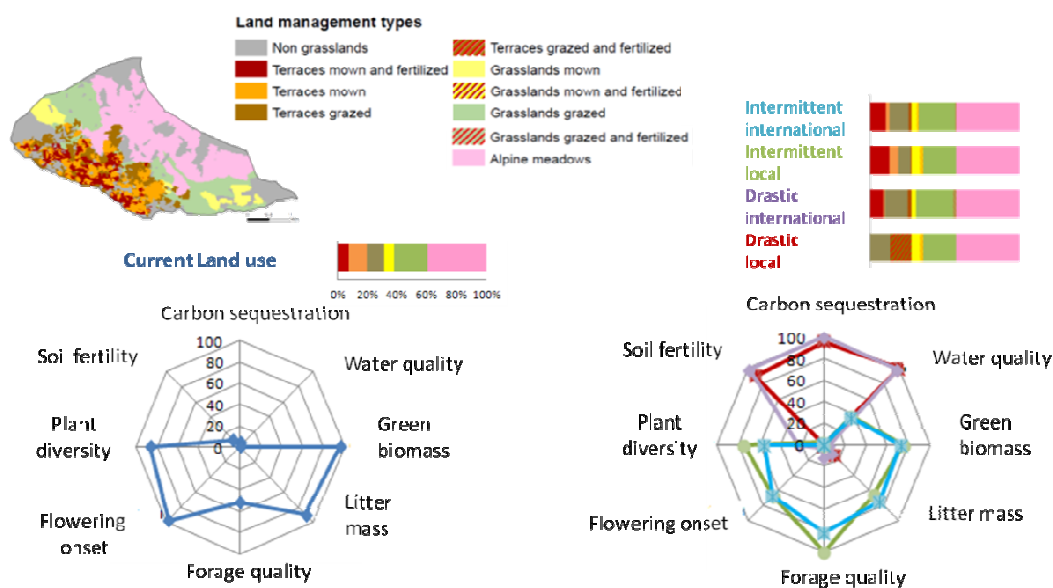 Land management types
Non grasslands
Terraces mown and fertilized
Terraces mown
Terraces grazed
Terraces grazed and fertilized
Grasslands mown
Grasslands mown and fertilized
Grasslands grazed
Grasslands grazed and fertilized
Alpine meadows
Intermittent
international
Intermittent
local
Drastic
international
Drastic
local
Current Land use
0% 20% 40% 60% 80% 100%
Carbon sequestration
Water quality
Green
biomass
Litter
mass
Forage quality
Flowering
onset
Plant
diversity
Soil fertility
100
80
60
40
20
0
Carbon sequestration
Water quality
Green
biomass
Litter mass
Forage quality
Flowering onset
Plant
diversity
Soil fertility
100
80
60
40
20
0